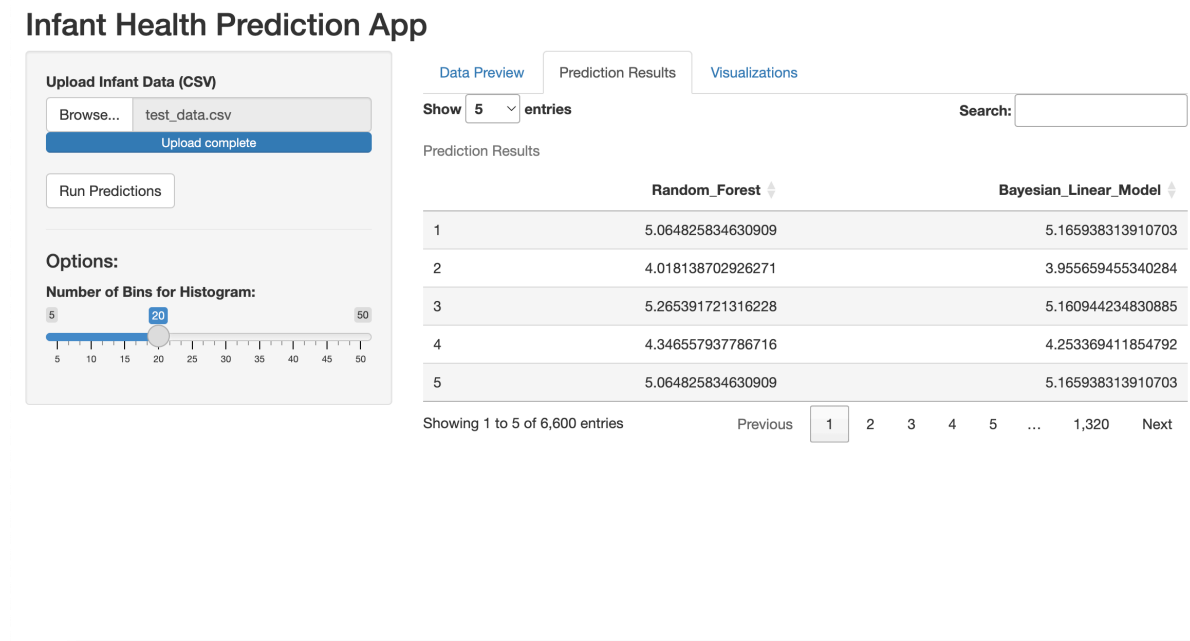 Infant Health Prediction App
Upload Infant Data (CSV)
Browse... test_data.csv
Upload complete
Run Predictions
Options:
Number of Bins for Histogram:
5 20 50
5 10 15 20 25 30 35 40 45 50
Data Preview Prediction Results Visualizations
Show 5 entries Search:
Prediction Results
Random_Forest Bayesian_Linear_Model
1 5.064825834630909 5.165938313910703
2 4.018138702926271 3.955659455340284
3 5.265391721316228 5.160944234830885
4 4.346557937786716 4.253369411854792
5 5.064825834630909 5.165938313910703
Showing 1 to 5 of 6,600 entries Previous 1 2 3 4 5 … 1,320 Next